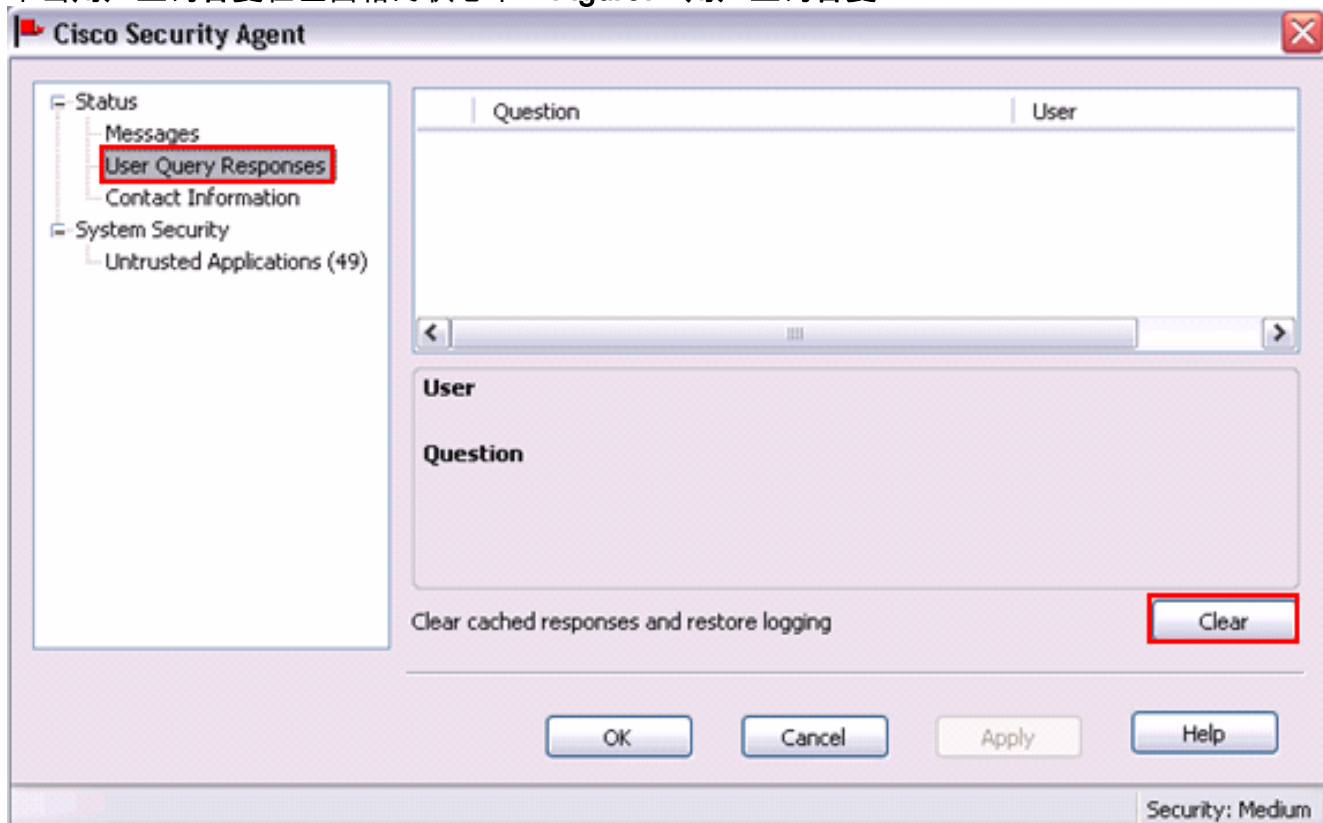 Cisco Security Agent
Status
Messages
User Query Responses
Contact Information
System Security
Untrusted Applications (49)
Question User
User
Question
Clear cached responses and restore logging
Clear
OK Cancel Apply Help
Security: Medium